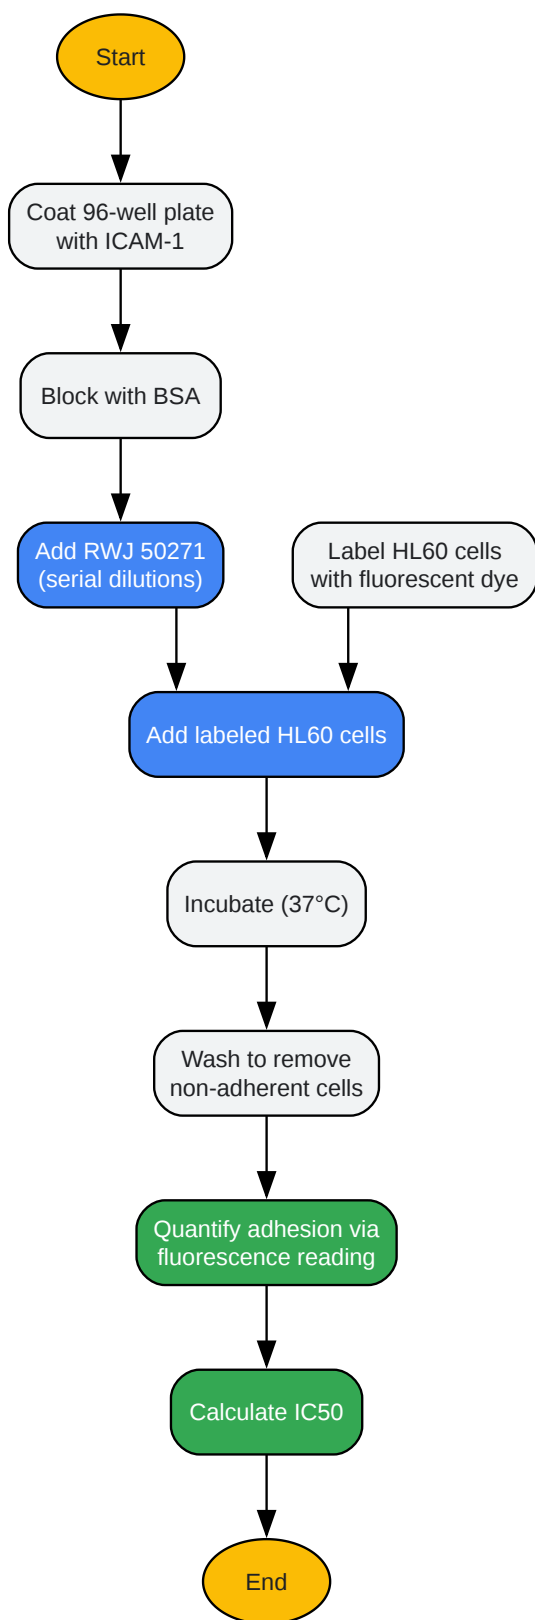 Start
Coat 96-well plate
with ICAM-1
Block with BSA
Add RWJ 50271
(serial dilutions)
Label HL60 cells
with fluorescent dye
Add labeled HL60 cells
Incubate (37°C)
Wash to remove
non-adherent cells
Quantify adhesion via
fluorescence reading
Calculate IC50
End